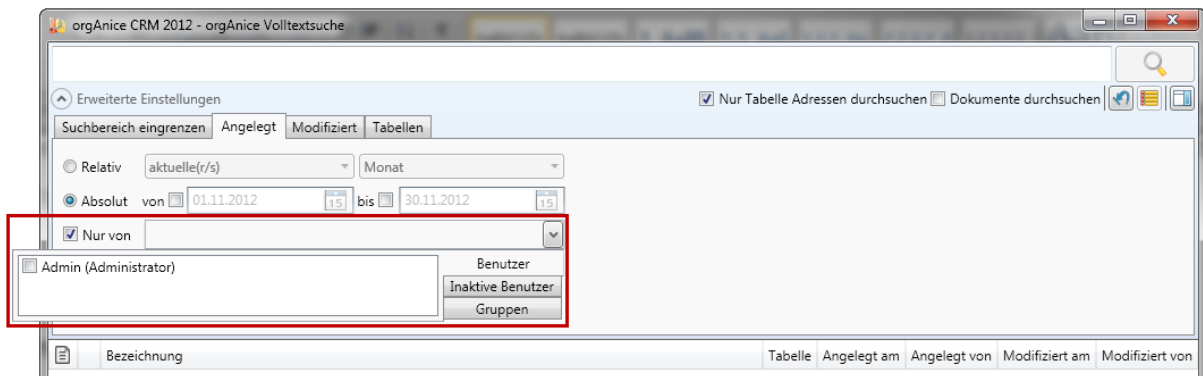 orgAnice CRM 2012 - orgAnice Volltextsuche
Erweiterte Einstellungen Nur Tabelle Adressen durchsuchen Dokumente durchsuchen
Suchbereich eingrenzen Angelegt Modifiziert Tabellen
Relativ aktuelle(r/s) Monat
Absolut von 01.11.2012 15 bis 30.11.2012 15
Nur von
Admin (Administrator) Benutzer
Inaktive Benutzer
Gruppen
Bezeichnung Tabelle Angelegt am Angelegt von Modifiziert am Modifiziert von